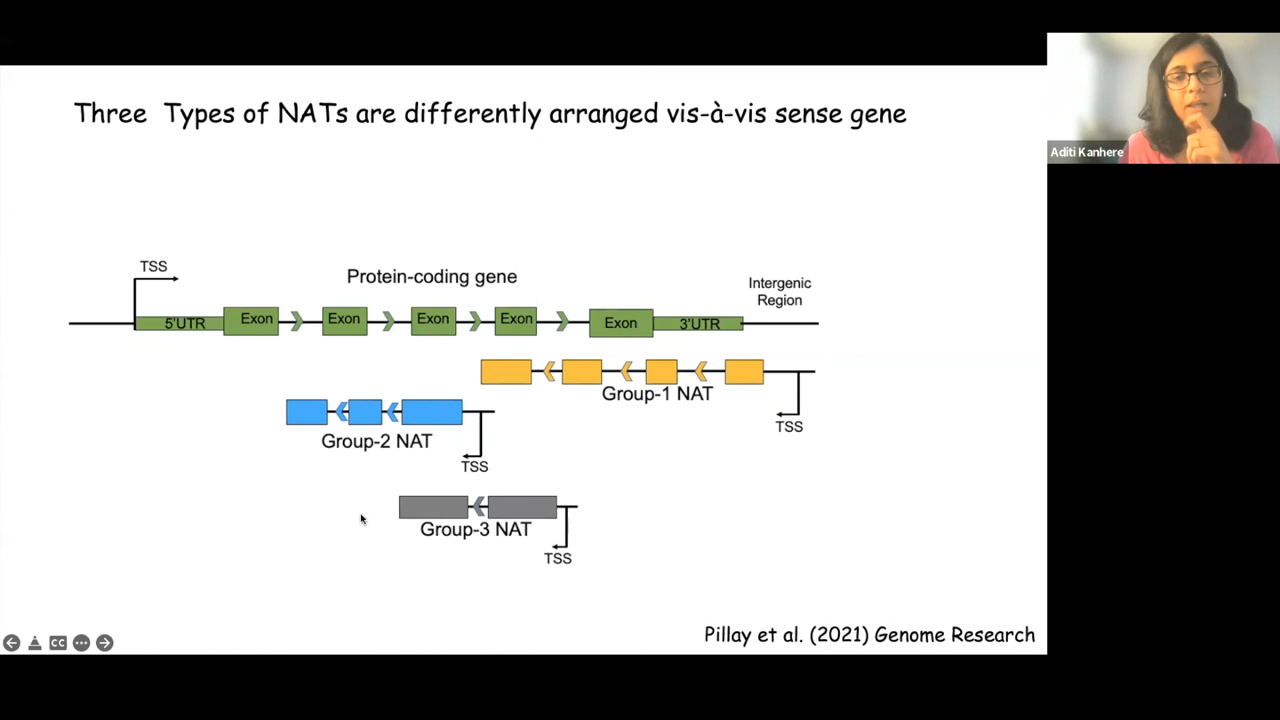 Three Types of NATs are differently arranged vis-à-vis sense gene
Aditi Kanhere
TSS
Protein-coding gene
Intergenic
Region
5'UTR
Exon
Exon
Exon
Exon
Exon
3'UTR
Group-1 NAT
TSS
Group-2 NAT
TSS
Group-3 NAT
TSS
CC
Pillay et al. (2021) Genome Research